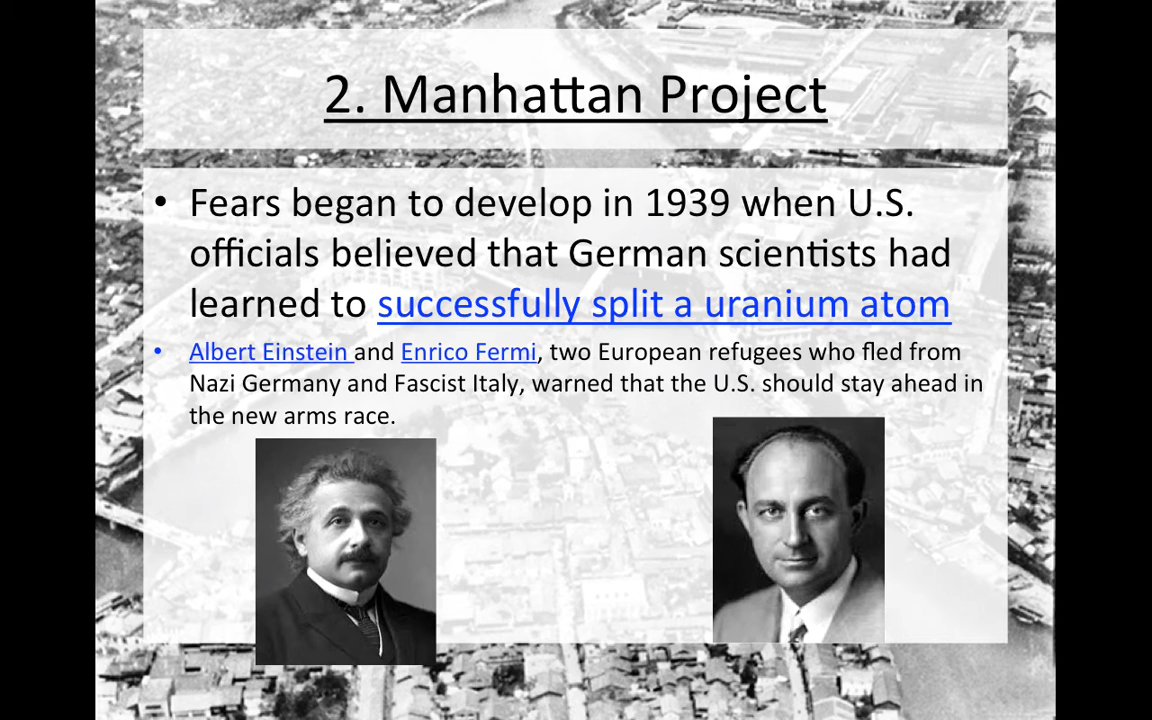 2. Manhattan Project
• Fears began to develop in 1939 when U.S.
officials believed that German scientists had
learned to successfully split a uranium atom
• Albert Einstein and Enrico Fermi, two European refugees who fled from
Nazi Germany and Fascist Italy, warned that the U.S. should stay ahead in
the new arms race.